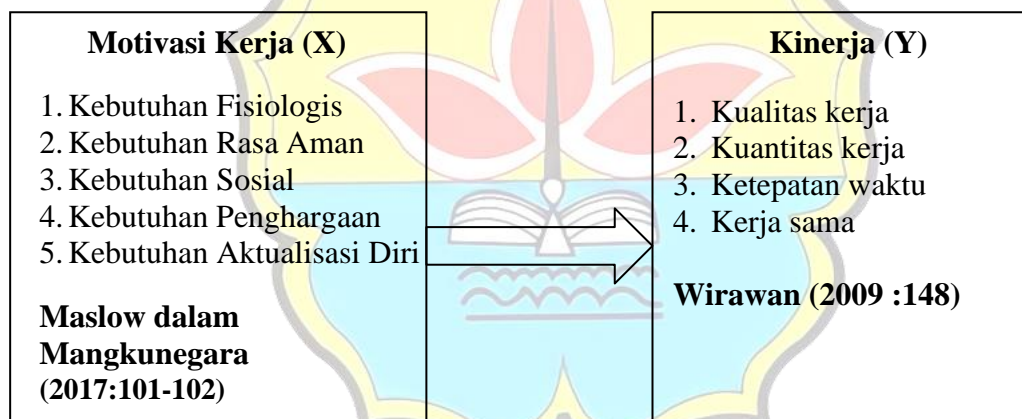 Motivasi Kerja (X)
1. Kebutuhan Fisiologis
2. Kebutuhan Rasa Aman
3. Kebutuhan Sosial
4. Kebutuhan Penghargaan
5. Kebutuhan Aktualisasi Diri
Maslow dalam
Mangkunegara
(2017:101-102)
Kinerja (Y)
1. Kualitas kerja
2. Kuantitas kerja
3. Ketepatan waktu
4. Kerja sama
Wirawan (2009 :148)